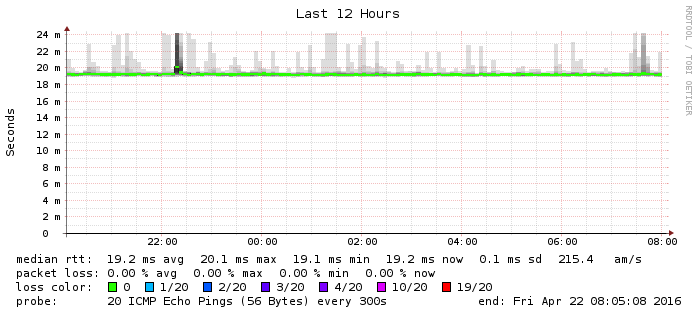 Last 12 Hours
RRDTOOL / TOBI OETIKER
Seconds
24 m
22 m
20 m
18 m
16 m
14 m
12 m
10 m
8 m
6 m
4 m
2 m
0
22:00 00:00 02:00 04:00 06:00 08:00
median rtt: 19.2 ms avg 20.1 ms max 19.1 ms min 19.2 ms now 0.1 ms sd 215.4 am/s
packet loss: 0.00 % avg 0.00 % max 0.00 % min 0.00 % now
loss color: 0 1/20 2/20 3/20 4/20 10/20 19/20
probe: 20 ICMP Echo Pings (56 Bytes) every 300s end: Fri Apr 22 08:05:08 2016